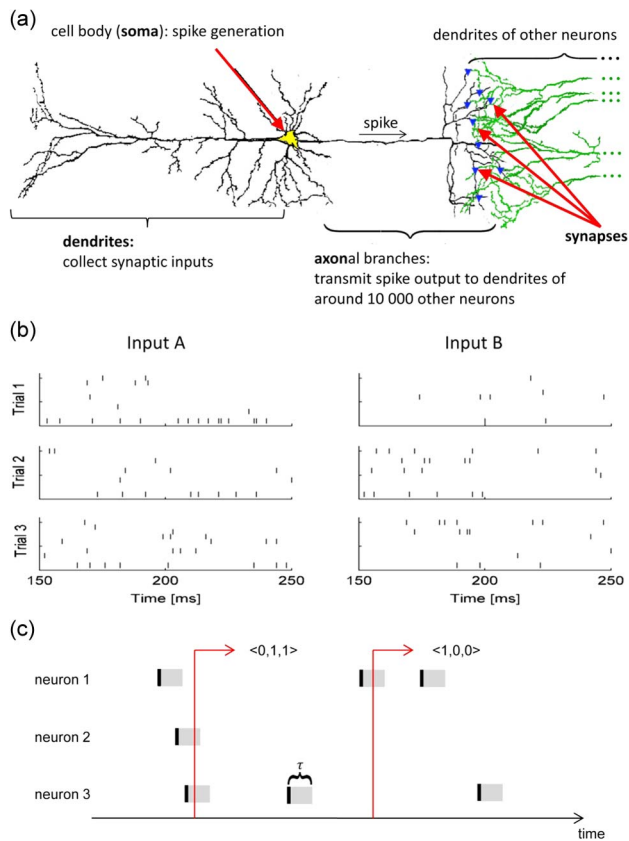 (a)
cell body (soma): spike generation
dendrites of other neurons
spike
synapses
dendrites:
collect synaptic inputs
axonal branches:
transmit spike output to dendrites of
around 10 000 other neurons
(b)
Input A
Input B
Trial 1
Trial 2
Trial 3
150 200 250
150 200 250
Time [ms]
Time [ms]
(c)
<0,1,1>
<1,0,0>
neuron 1
neuron 2
τ
neuron 3
time